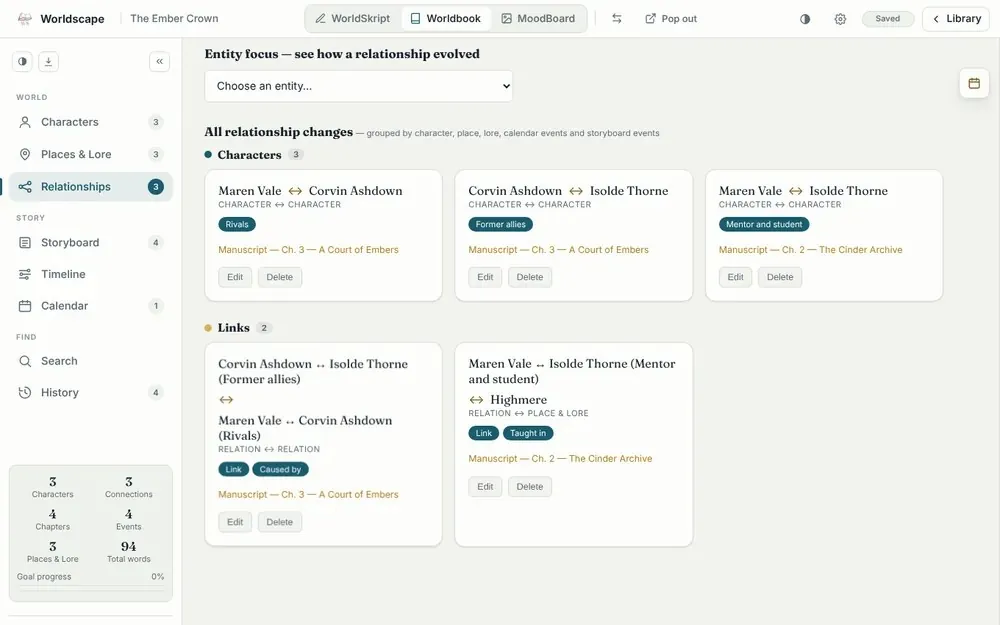 Worldscape
The Ember Crown
WorldSkript
Worldbook
MoodBoard
Pop out
Saved
Library
WORLD
Characters 3
Places & Lore 3
Relationships 3
STORY
Storyboard 4
Timeline
Calendar 1
FIND
Search
History 4
3 3
Characters Connections
4 4
Chapters Events
3 94
Places & Lore Total words
Goal progress 0%
Entity focus — see how a relationship evolved
Choose an entity...
All relationship changes — grouped by character, place, lore, calendar events and storyboard events
Characters 3
Maren Vale ↔ Corvin Ashdown
CHARACTER ↔ CHARACTER
Rivals
Manuscript — Ch. 3 — A Court of Embers
Edit Delete
Corvin Ashdown ↔ Isolde Thorne
CHARACTER ↔ CHARACTER
Former allies
Manuscript — Ch. 3 — A Court of Embers
Edit Delete
Maren Vale ↔ Isolde Thorne
CHARACTER ↔ CHARACTER
Mentor and student
Manuscript — Ch. 2 — The Cinder Archive
Edit Delete
Links 2
Corvin Ashdown ↔ Isolde Thorne
(Former allies)
↔
Maren Vale ↔ Corvin Ashdown
(Rivals)
RELATION ↔ RELATION
Link Caused by
Manuscript — Ch. 3 — A Court of Embers
Edit Delete
Maren Vale ↔ Isolde Thorne (Mentor
and student)
↔ Highmere
RELATION ↔ PLACE & LORE
Link Taught in
Manuscript — Ch. 2 — The Cinder Archive
Edit Delete